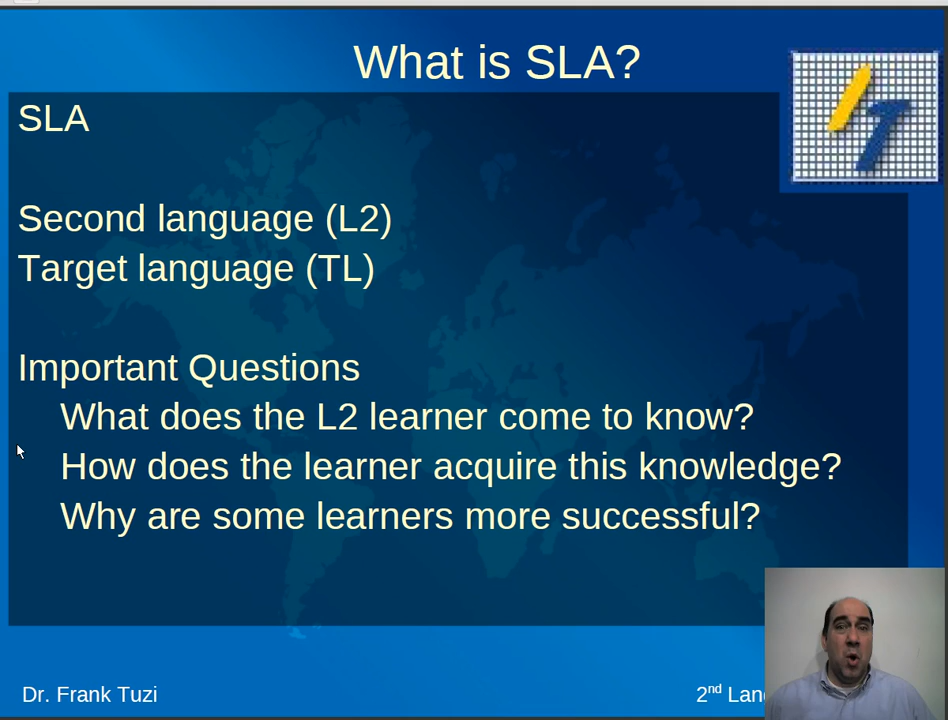 What is SLA?
SLA
Second language (L2)
Target language (TL)
Important Questions
What does the L2 learner come to know?
How does the learner acquire this knowledge?
Why are some learners more successful?
Dr. Frank Tuzi
2nd